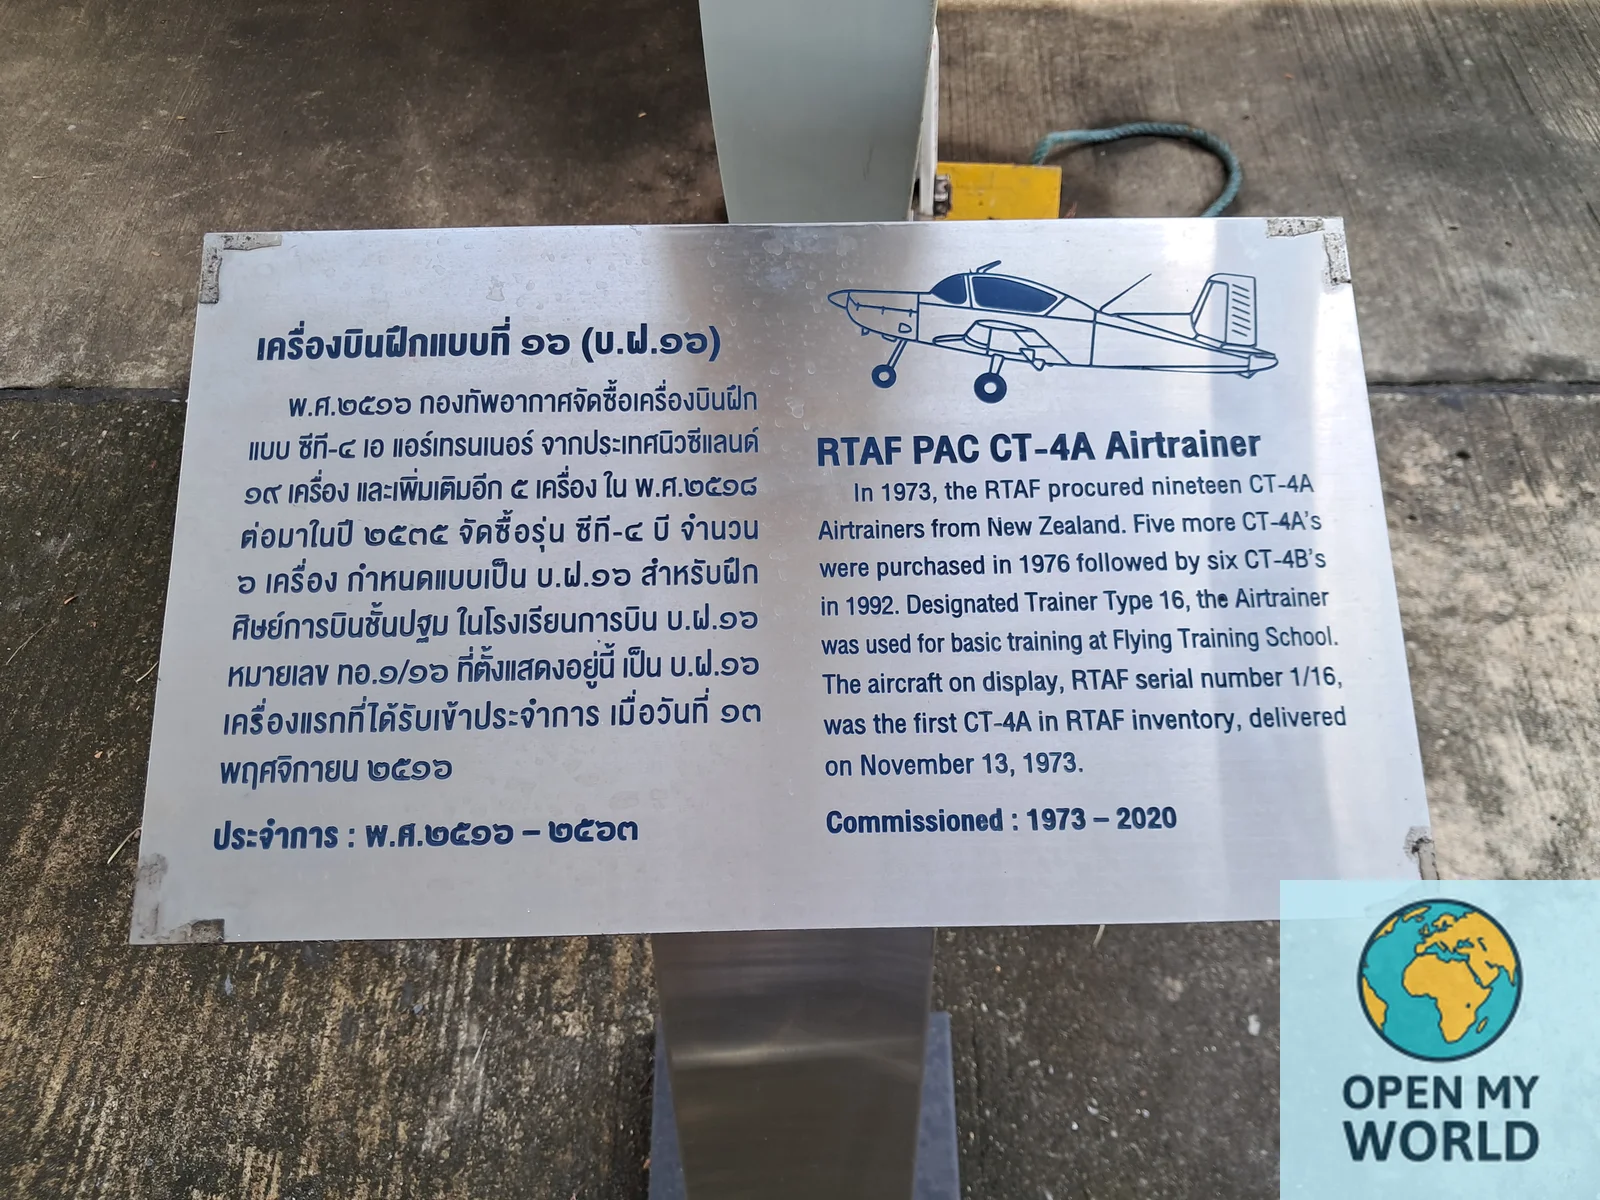 เครื่องบินฝึกแบบที่ ๑๖ (บ.ฝ.๑๖)
พ.ศ.๒๕๑๖ กองทัพอากาศจัดซื้อเครื่องบินฝึก
แบบ ซีที-๔ เอ แอร์เทรนเนอร์ จากประเทศนิวซีแลนด์
๑๙ เครื่อง และเพิ่มเติมอีก ๕ เครื่อง ใน พ.ศ.๒๕๑๘
ต่อมาในปี ๒๕๓๕ จัดซื้อรุ่น ซีที-๔ บี จำนวน
๖ เครื่อง กำหนดแบบเป็น บ.ฝ.๑๖ สำหรับฝึก
ศิษย์การบินชั้นปฐม ในโรงเรียนการบิน บ.ฝ.๑๖
หมายเลข ทอ.๑/๑๖ ที่ตั้งแสดงอยู่นี้ เป็น บ.ฝ.๑๖
เครื่องแรกที่ได้รับเข้าประจำการ เมื่อวันที่ ๑๓
พฤศจิกายน ๒๕๑๖
ประจำการ : พ.ศ.๒๕๑๖ – ๒๕๖๓
RTAF PAC CT-4A Airtrainer
In 1973, the RTAF procured nineteen CT-4A
Airtrainers from New Zealand. Five more CT-4A's
were purchased in 1976 followed by six CT-4B's
in 1992. Designated Trainer Type 16, the Airtrainer
was used for basic training at Flying Training School.
The aircraft on display, RTAF serial number 1/16,
was the first CT-4A in RTAF inventory, delivered
on November 13, 1973.
Commissioned : 1973 – 2020
OPEN MY
WORLD